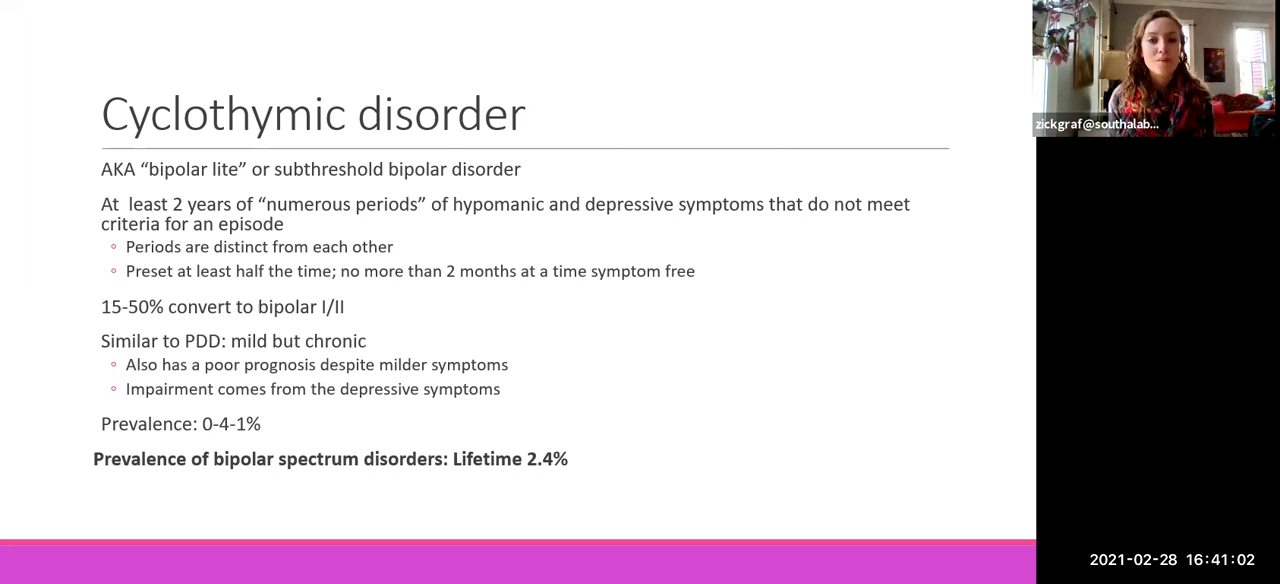 Cyclothymic disorder
AKA “bipolar lite” or subthreshold bipolar disorder
At  least 2 years of “numerous periods” of hypomanic and depressive symptoms that do not meet
criteria for an episode
◦ Periods are distinct from each other
◦ Preset at least half the time; no more than 2 months at a time symptom free
15-50% convert to bipolar I/II
Similar to PDD: mild but chronic
◦ Also has a poor prognosis despite milder symptoms
◦ Impairment comes from the depressive symptoms
Prevalence: 0-4-1%
Prevalence of bipolar spectrum disorders: Lifetime 2.4%
zickgraf@southalab...
2021-02-28 16:41:02